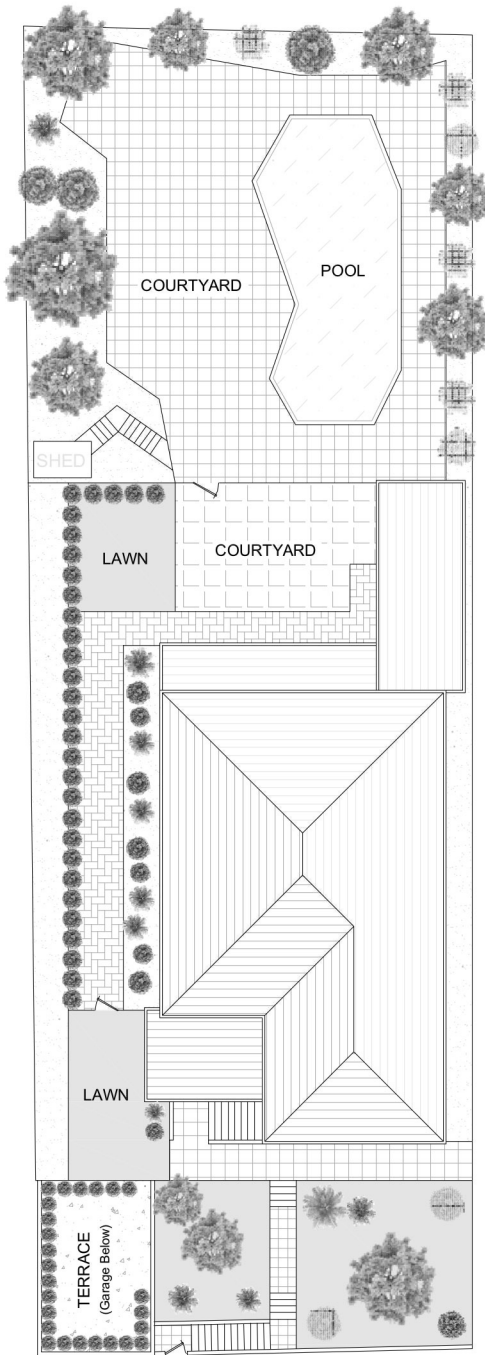 COURTYARD
POOL
SHED
LAWN
COURTYARD
LAWN
TERRACE
(Garage Below)